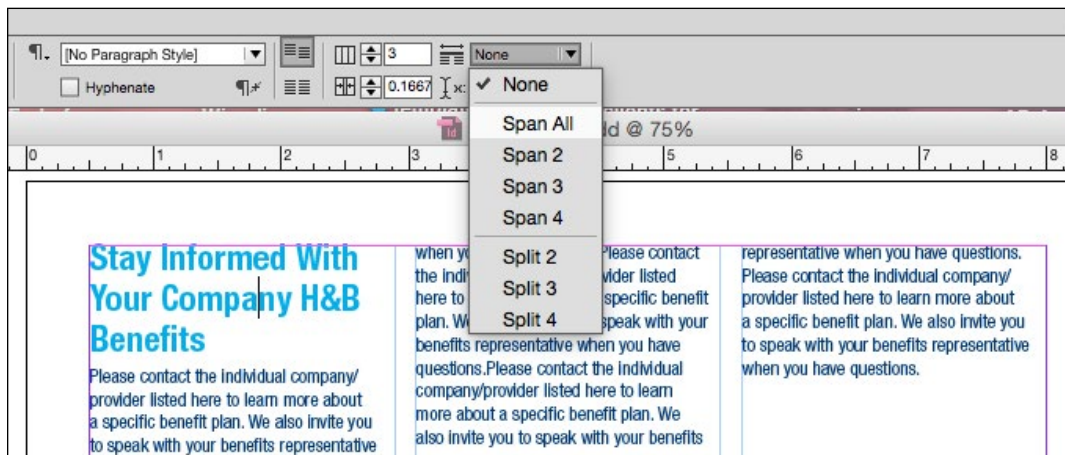 [No Paragraph Style]
3
None
Hyphenate
0.1667
None
Span All
Span 2
Span 3
Span 4
Split 2
Split 3
Split 4
dd @ 75%
0 1 2 3 5 6 7 8
Stay Informed With
Your Company H&B
Benefits
Please contact the individual company/
provider listed here to learn more about
a specific benefit plan. We also invite you
to speak with your benefits representative
when Please contact
the vider listed
here to specific benefit
plan. speak with your
benefits representative when you have
questions.Please contact the individual
company/provider listed here to learn
more about a specific benefit plan. We
also invite you to speak with your benefits
representative when you have questions.
Please contact the individual company/
provider listed here to learn more about
a specific benefit plan. We also invite you
to speak with your benefits representative
when you have questions.